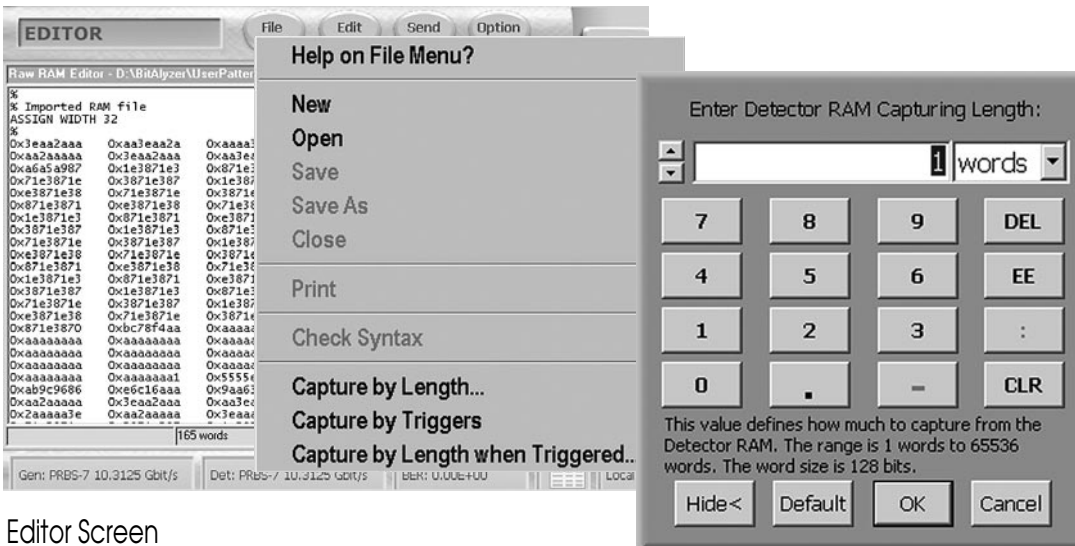 EDITOR
File Edit Send Option
Raw RAM Editor - D:\BitAlyzer\UserPatter
%
% Imported RAM file
ASSIGN WIDTH 32
%
0x3eaa2aaa 0xaa3eaa2a
0xaa2aaaaa 0x3eaa2aaa
0xa6a5a987 0x1e3871e3
0x71e3871e 0x3871e387
0xe3871e38 0x71e3871e
0x871e3871 0xe3871e38
0x1e3871e3 0x871e3871
0x3871e387 0x1e3871e3
0x71e3871e 0x3871e387
0xe3871e38 0x71e3871e
0x871e3871 0xe3871e38
0x1e3871e3 0x871e3871
0x3871e387 0x1e3871e3
0x71e3871e 0x3871e387
0xe3871e38 0x71e3871e
0x871e3870 0xbc78f4aa
0xaaaaaaaa 0xaaaaaaaa
0xaaaaaaaa 0xaaaaaaaa
0xaaaaaaaa 0xaaaaaaaa
0xaaaaaaaa 0xaaaaaaa1
0xab9c9686 0xe6c16aaa
0xaa2aaaaa 0x3eaa2aaa
0x2aaaaa3e 0xaa2aaaaa
165 words
Gen: PRBS-7 10.3125 Gbit/s Det: PRBS-7 10.3125 Gbit/s BER: 0.00E+00 Local
Help on File Menu?
New
Open
Save
Save As
Close
Print
Check Syntax
Capture by Length...
Capture by Triggers
Capture by Length when Triggered...
Enter Detector RAM Capturing Length:
1 words
7 8 9 DEL
4 5 6 EE
1 2 3 :
0 . - CLR
This value defines how much to capture from the
Detector RAM. The range is 1 words to 65536
words. The word size is 128 bits.
Hide< Default OK Cancel
Editor Screen